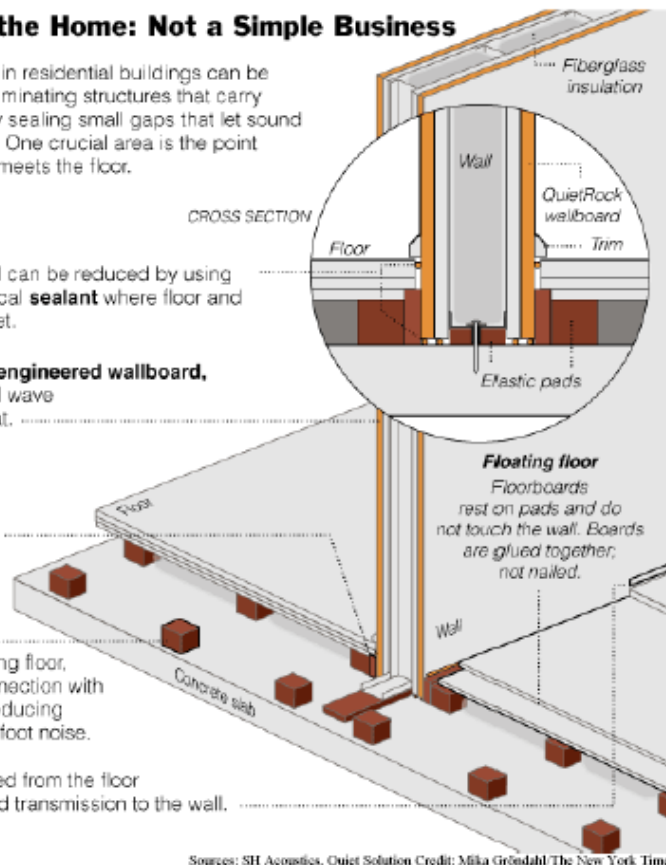 the Home: Not a Simple Business
in residential buildings can be
minating structures that carry
sealing small gaps that let sound
One crucial area is the point
meets the floor.
Fiberglass
insulation
Wall
QuietRock
wallboard
CROSS SECTION
Floor
Trim
can be reduced by using
cal sealant where floor and
et.
engineered wallboard,
wave
at.
Elastic pads
Floating floor
Floorboards
rest on pads and do
not touch the wall. Boards
are glued together,
not nailed.
Floor
Wall
Concrete slab
ng floor,
nection with
educing
foot noise.
ed from the floor
d transmission to the wall.
Sources: SH Acoustics, Quiet Solution Credit: Mika Gröndahl/The New York Tim